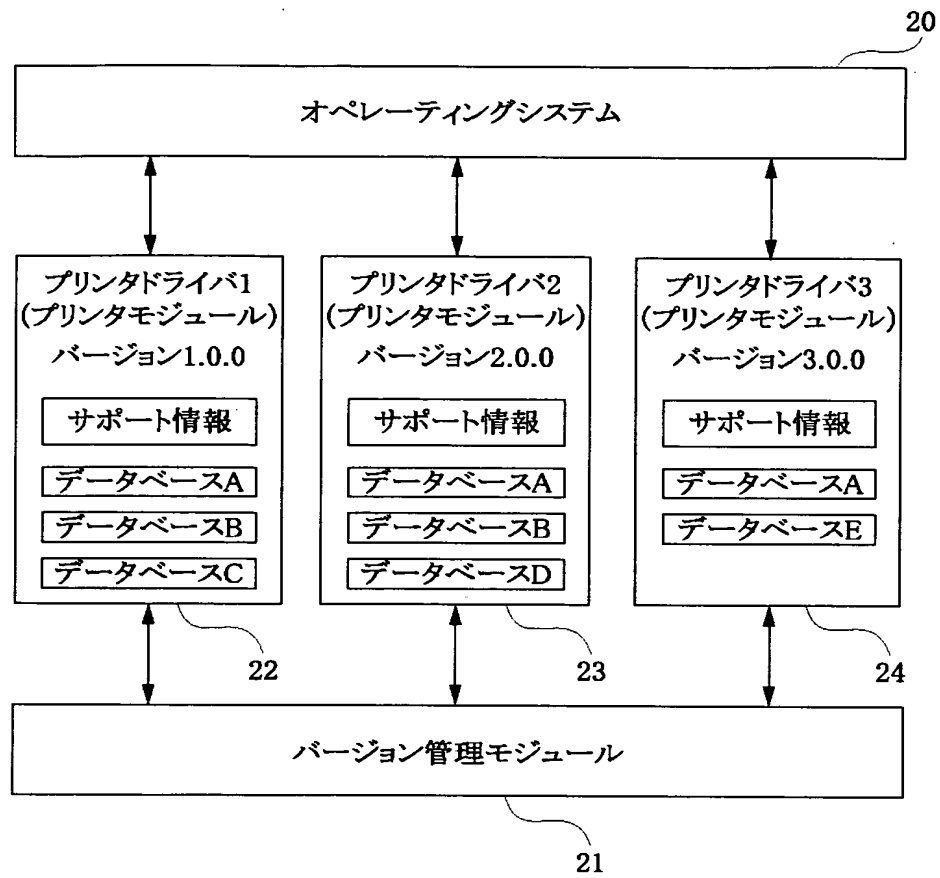 20
オペレーティングシステム
プリンタドライバ1
(プリンタモジュール)
バージョン1.0.0
サポート情報
データベースA
データベースB
データベースC
22
プリンタドライバ2
(プリンタモジュール)
バージョン2.0.0
サポート情報
データベースA
データベースB
データベースD
23
プリンタドライバ3
(プリンタモジュール)
バージョン3.0.0
サポート情報
データベースA
データベースE
24
バージョン管理モジュール
21